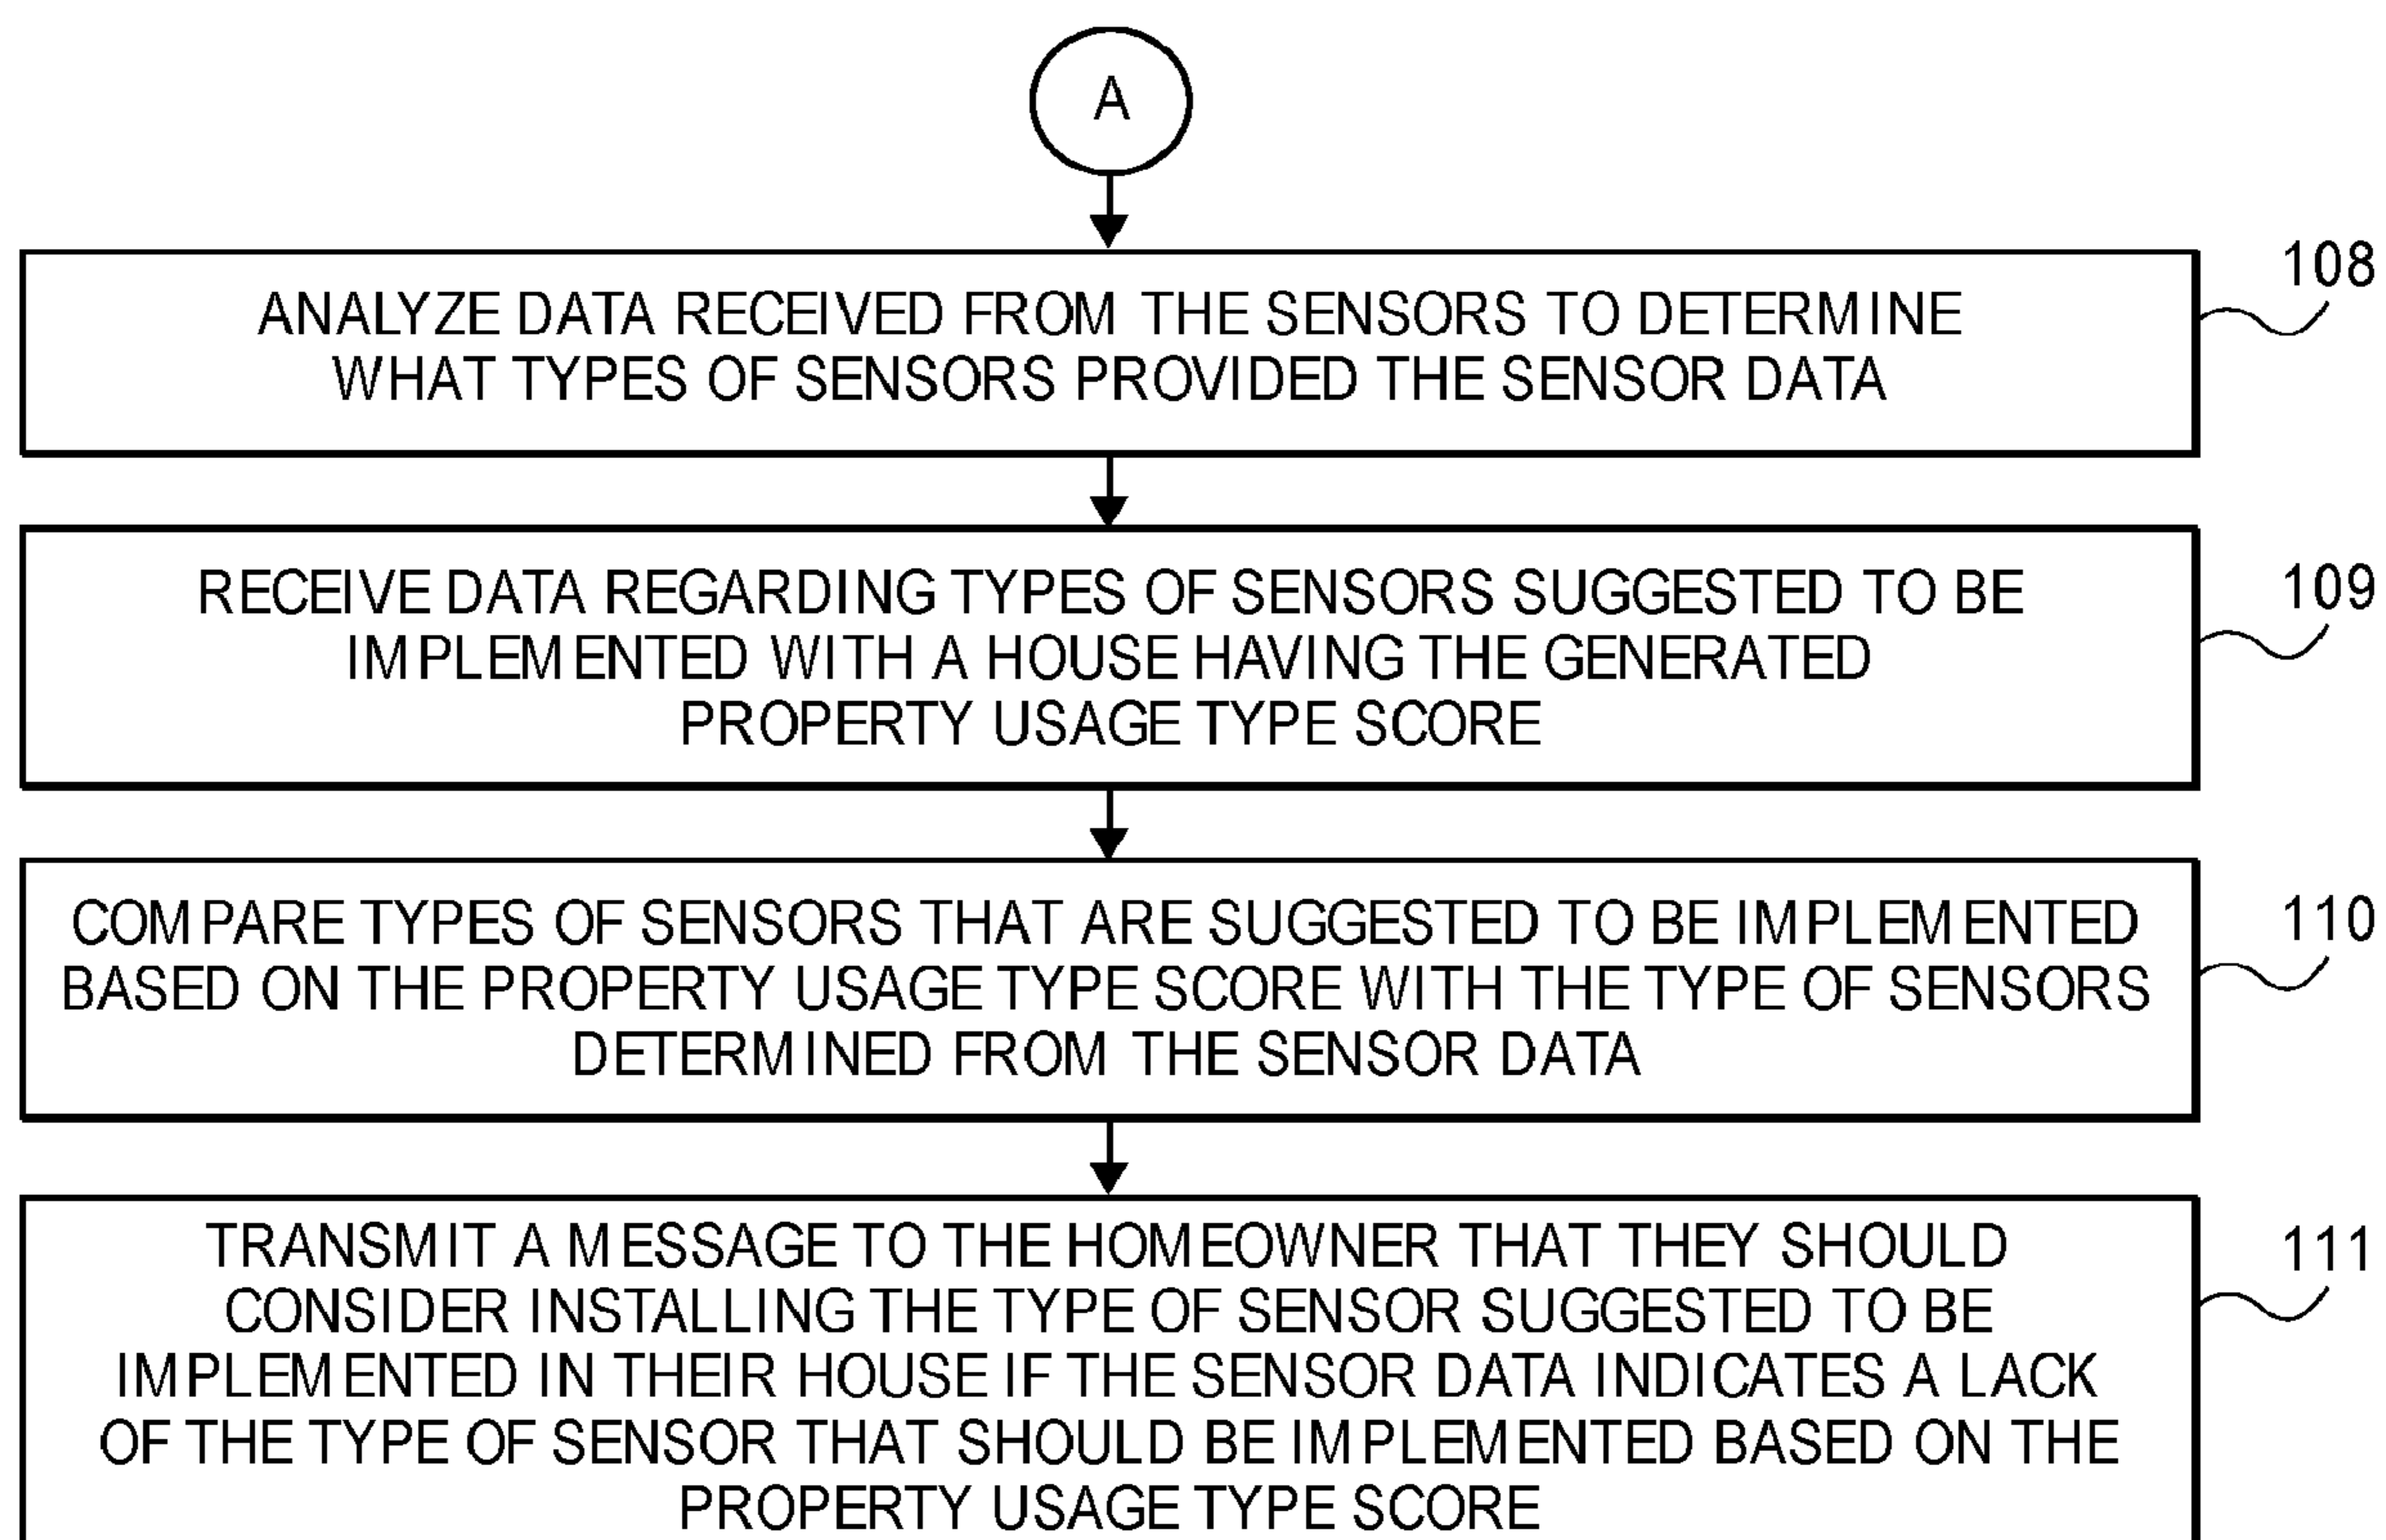 A
108
ANALYZE DATA RECEIVED FROM THE SENSORS TO DETERMINE
WHAT TYPES OF SENSORS PROVIDED THE SENSOR DATA
109
RECEIVE DATA REGARDING TYPES OF SENSORS SUGGESTED TO BE
IMPLEMENTED WITH A HOUSE HAVING THE GENERATED
PROPERTY USAGE TYPE SCORE
110
COMPARE TYPES OF SENSORS THAT ARE SUGGESTED TO BE IMPLEMENTED
BASED ON THE PROPERTY USAGE TYPE SCORE WITH THE TYPE OF SENSORS
DETERMINED FROM THE SENSOR DATA
111
TRANSMIT A MESSAGE TO THE HOMEOWNER THAT THEY SHOULD
CONSIDER INSTALLING THE TYPE OF SENSOR SUGGESTED TO BE
IMPLEMENTED IN THEIR HOUSE IF THE SENSOR DATA INDICATES A LACK
OF THE TYPE OF SENSOR THAT SHOULD BE IMPLEMENTED BASED ON THE
PROPERTY USAGE TYPE SCORE